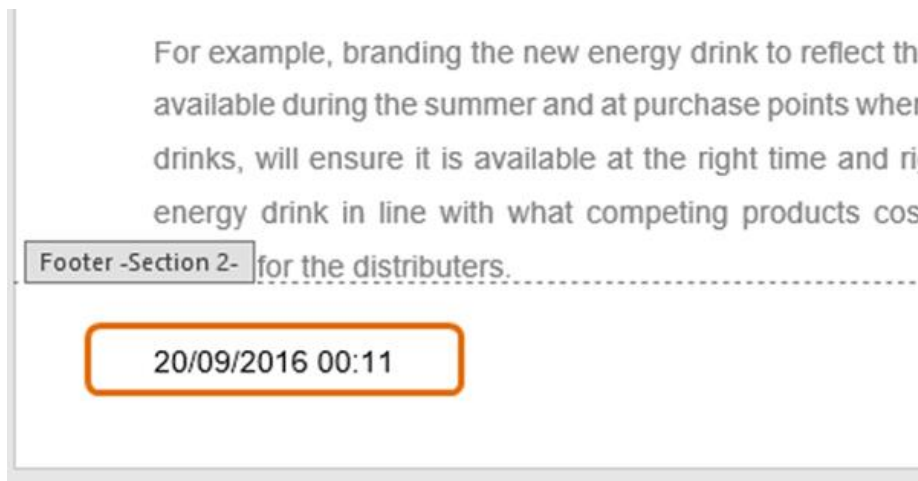 For example, branding the new energy drink to reflect th
available during the summer and at purchase points wher
drinks, will ensure it is available at the right time and ri
energy drink in line with what competing products cos
Footer -Section 2- for the distributers.
20/09/2016 00:11